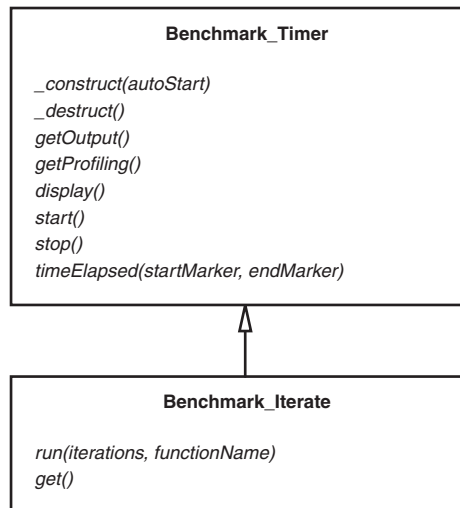 Benchmark_Timer
_construct(autoStart)
_destruct()
getOutput()
getProfiling()
display()
start()
stop()
timeElapsed(startMarker, endMarker)
Benchmark_Iterate
run(iterations, functionName)
get()